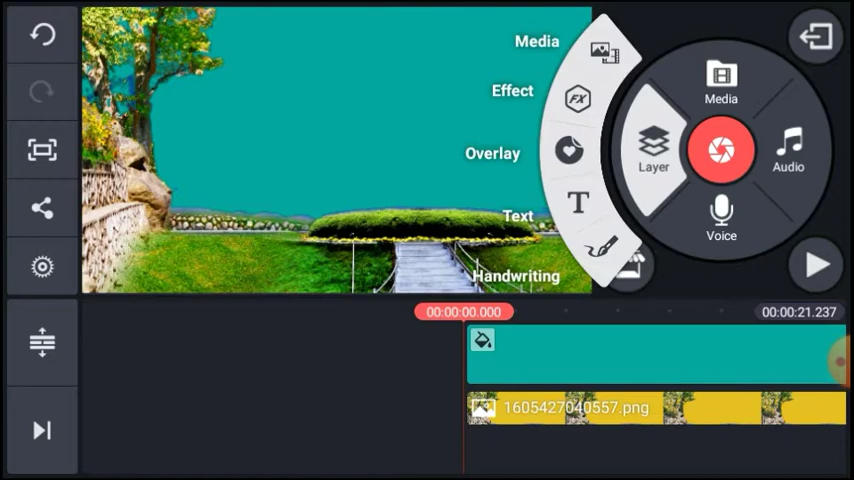 Media
Effect
Overlay
Text
Handwriting
FX
T
Media
Layer
Audio
Voice
00:00:00.000
00:00:21.237
1605427040557.png